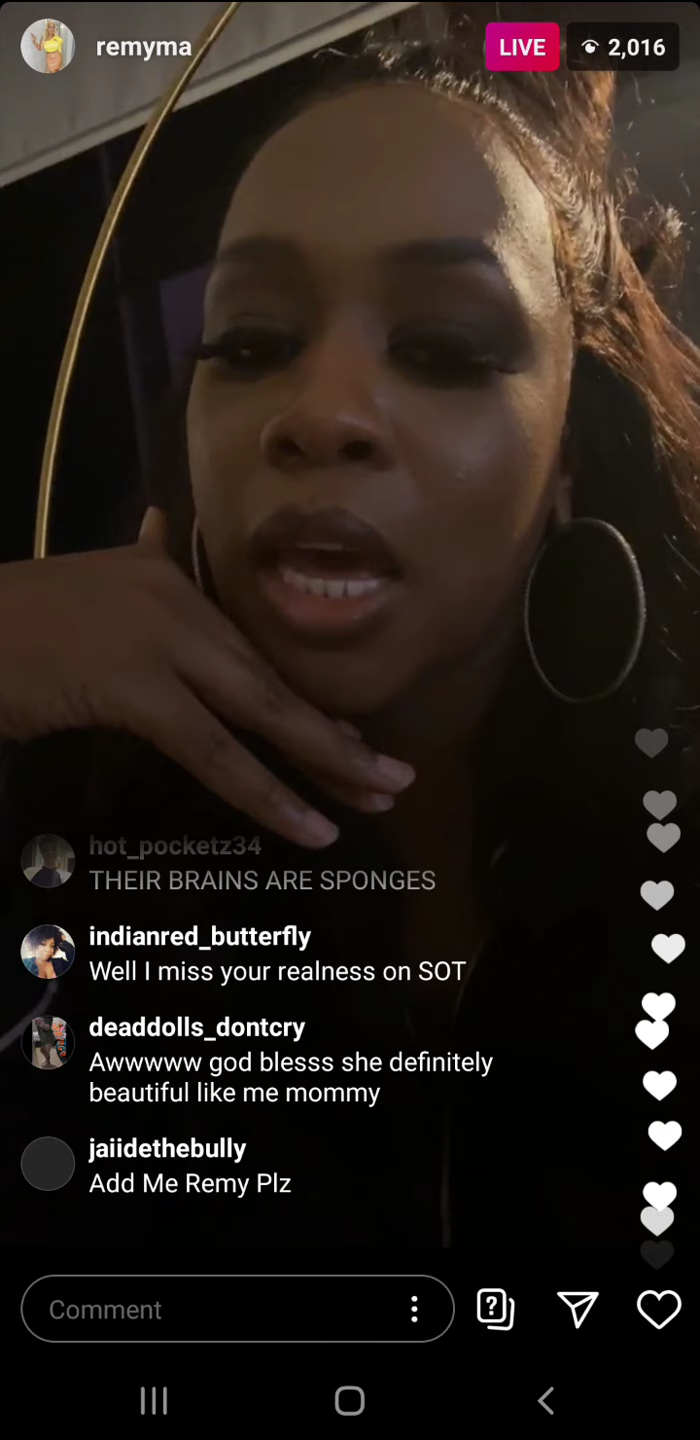 remyma
LIVE
2,016
hot_pocketz34
THEIR BRAINS ARE SPONGES
indianred_butterfly
Well I miss your realness on SOT
deaddolls_dontcry
Awwwww god blesss she definitely
beautiful like me mommy
jaiidethebully
Add Me Remy Plz
Comment
?